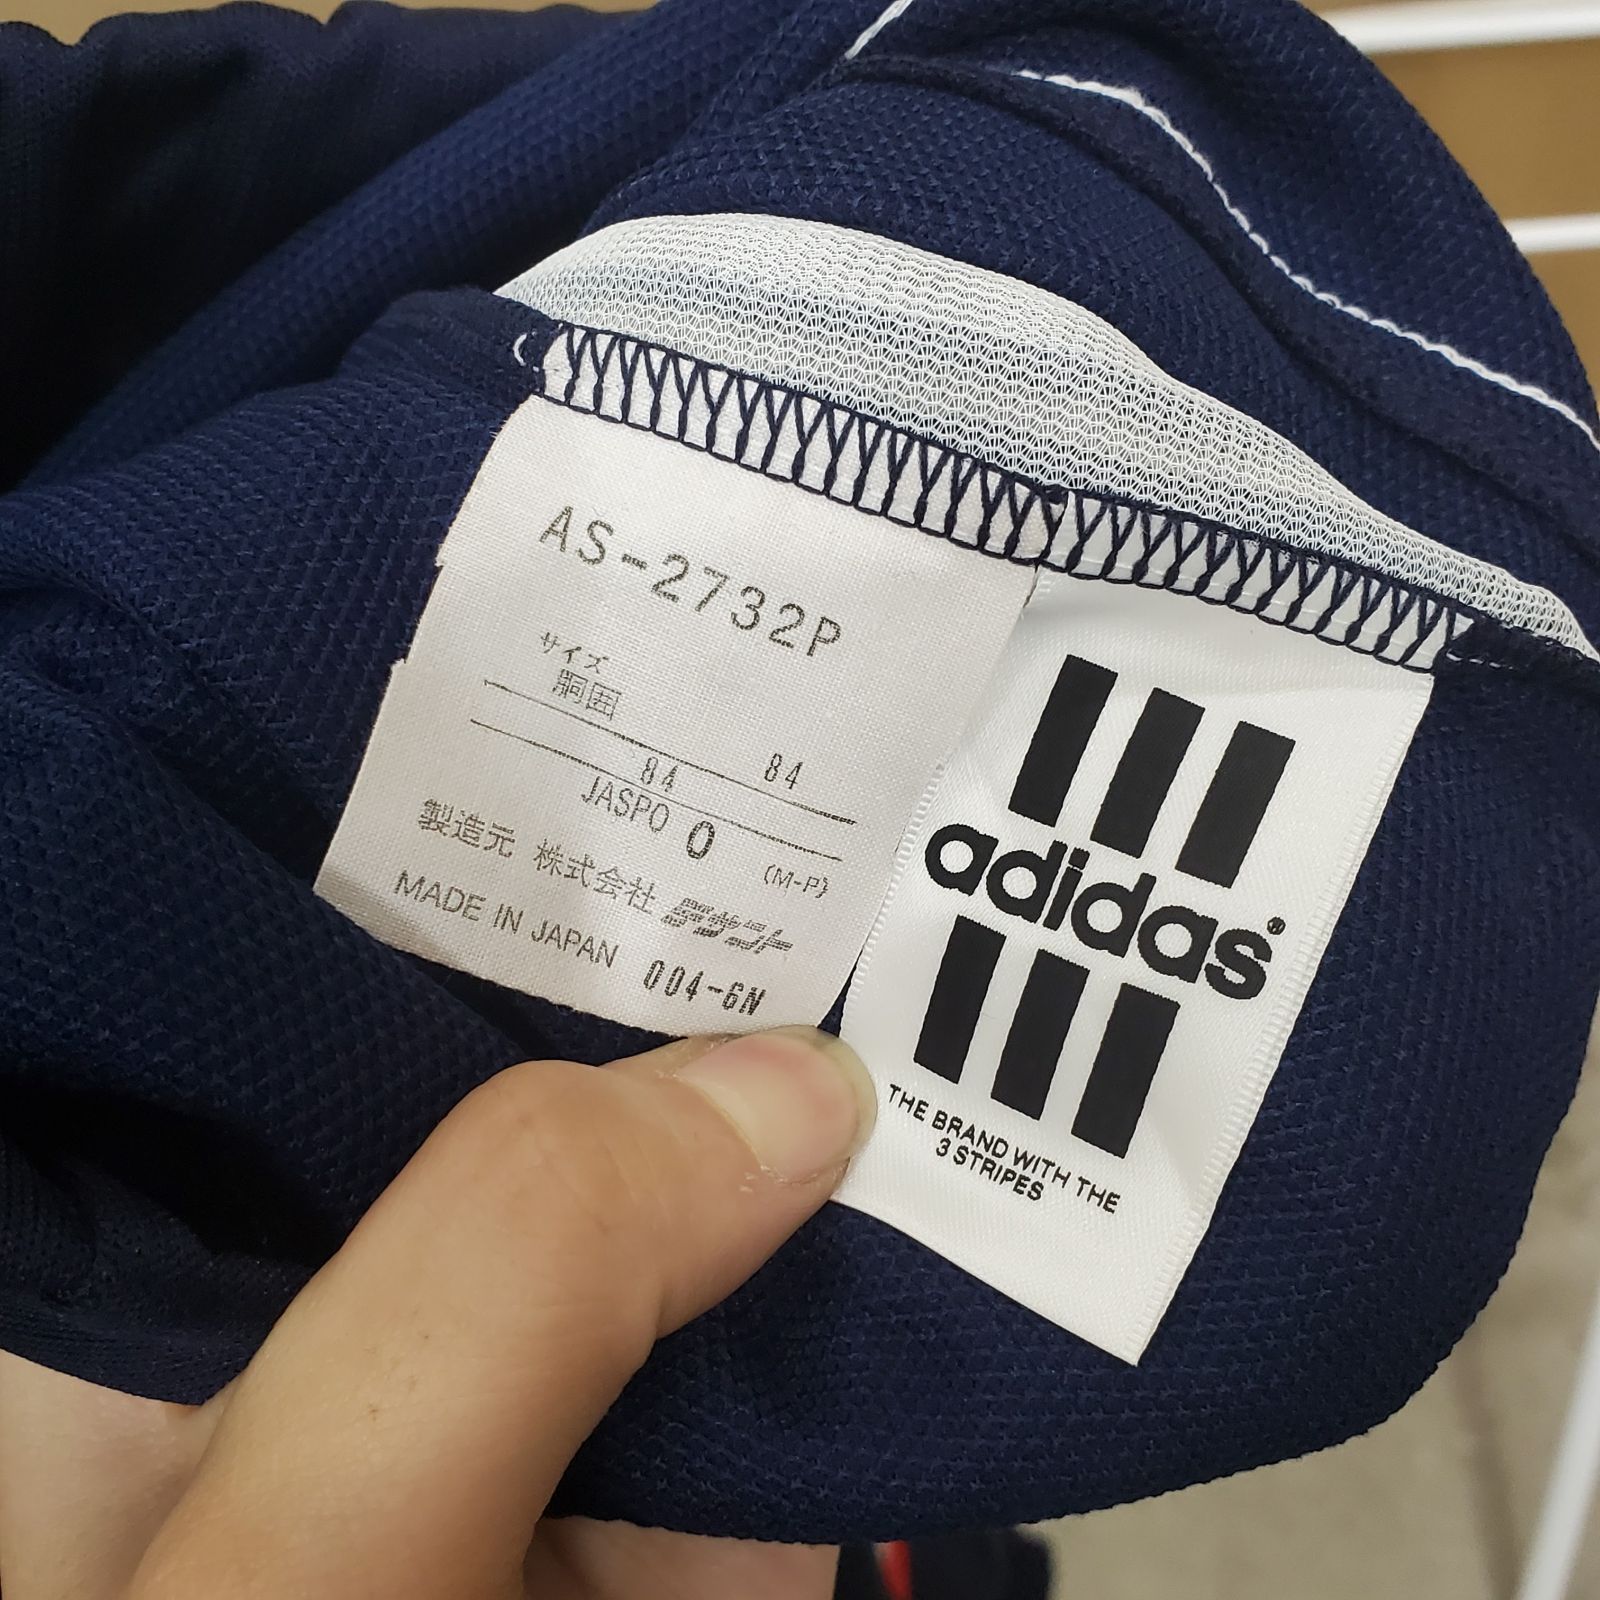 AS-2732P
サイズ
胴囲
84
84
JASPO O (M-P)
製造元 株式会社デサント
MADE IN JAPAN 004-6N
adidas®
THE BRAND WITH THE
3 STRIPES